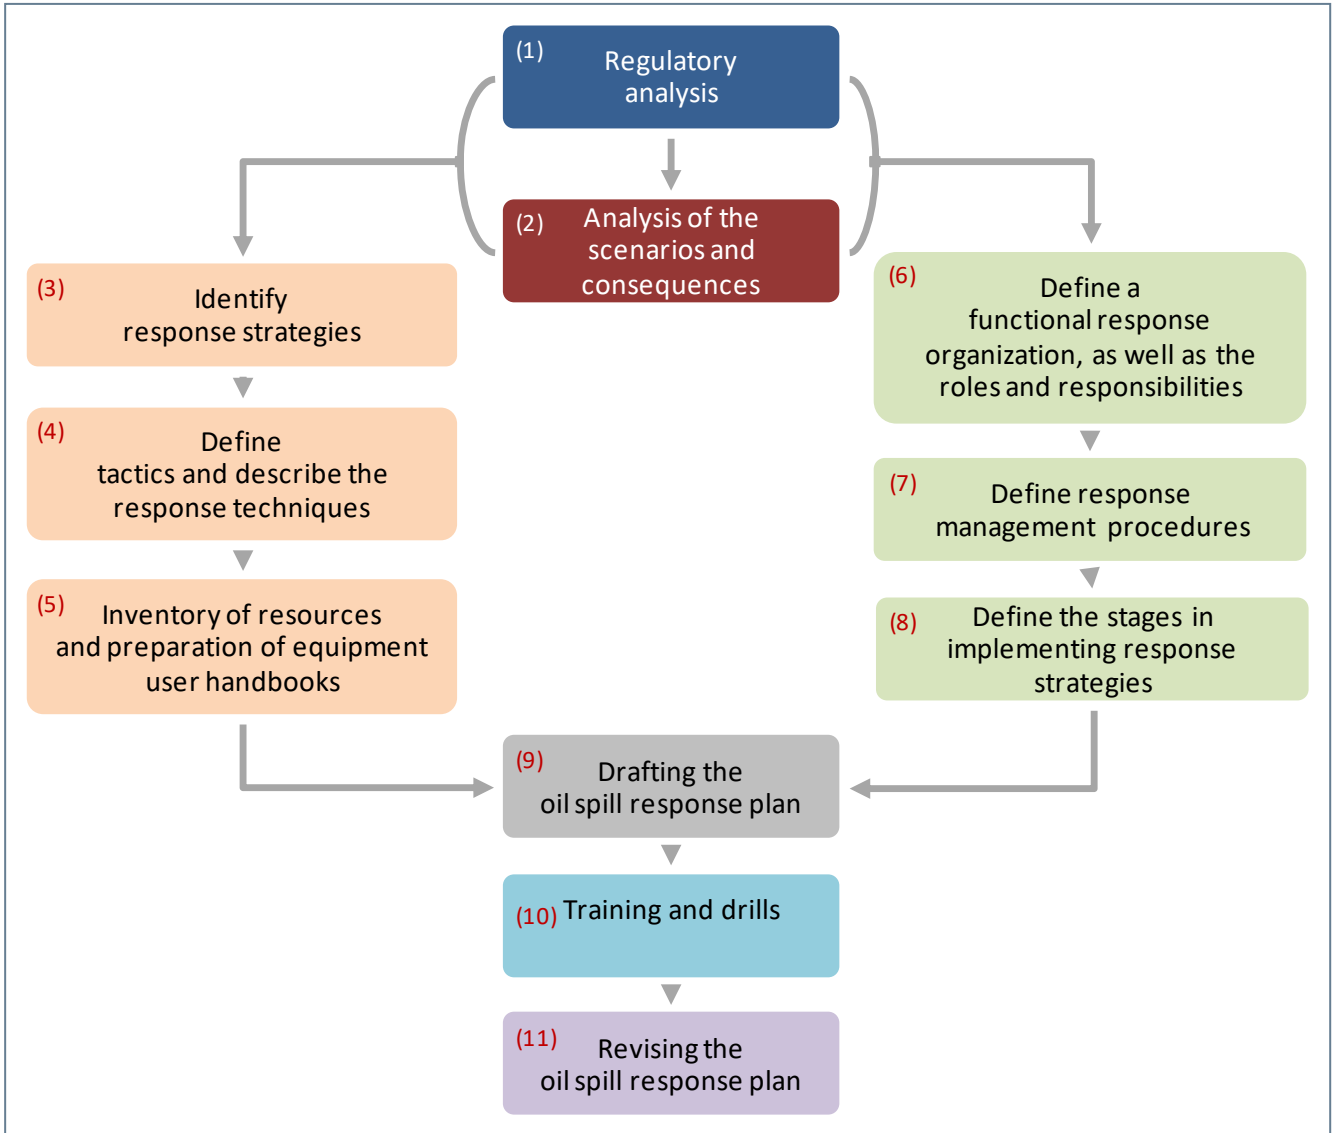 (1)
Regulatory
analysis
(2)
Analysis of the
scenarios and
consequences
(3)
Identify
response strategies
(4)
Define
tactics and describe the
response techniques
(5)
Inventory of resources
and preparation of equipment
user handbooks
(6)
Define a
functional response
organization, as well as the
roles and responsibilities
(7)
Define response
management procedures
(8)
Define the stages in
implementing response
strategies
(9)
Drafting the
oil spill response plan
(10) Training and drills
(11)
Revising the
oil spill response plan